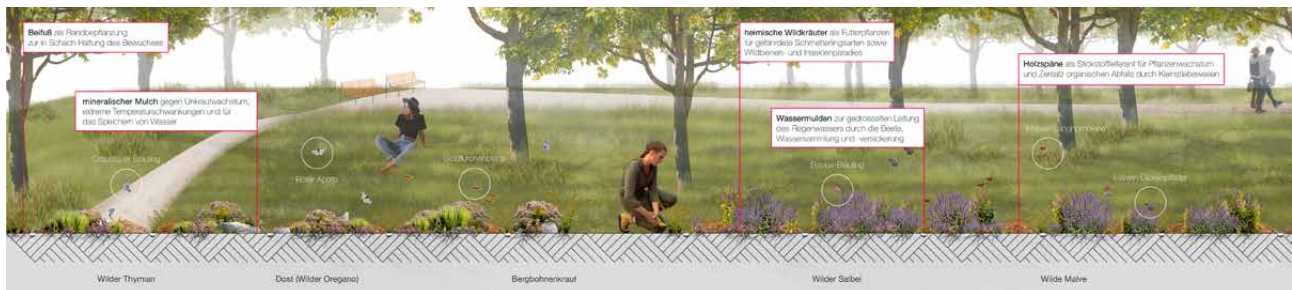 Beifuß als Randbepflanzung
zur in Schach Haltung des Bewuchses
heimische Wildkräuter als Futterpflanzen
für gefährdete Schmetterlingsarten sowie
Wildbienen- und Insektenparadies
Holzspäne als Stickstofflieferant für Pflanzenwachstum
und Zersatz organischen Abfalls durch Kleinstlebewesen
mineralischer Mulch gegen Unkrautwachstum,
extreme Temperaturschwankungen und für
das Speichern von Wasser
Wassermulden zur gedrosselten Leitung
des Regenwassers durch die Beete,
Wassersammlung und -versickerung
Roter Apollo
Wilder Thymian
Dost (Wilder Oregano)
Bergbohnenkraut
Wilder Salbei
Wilde Malve